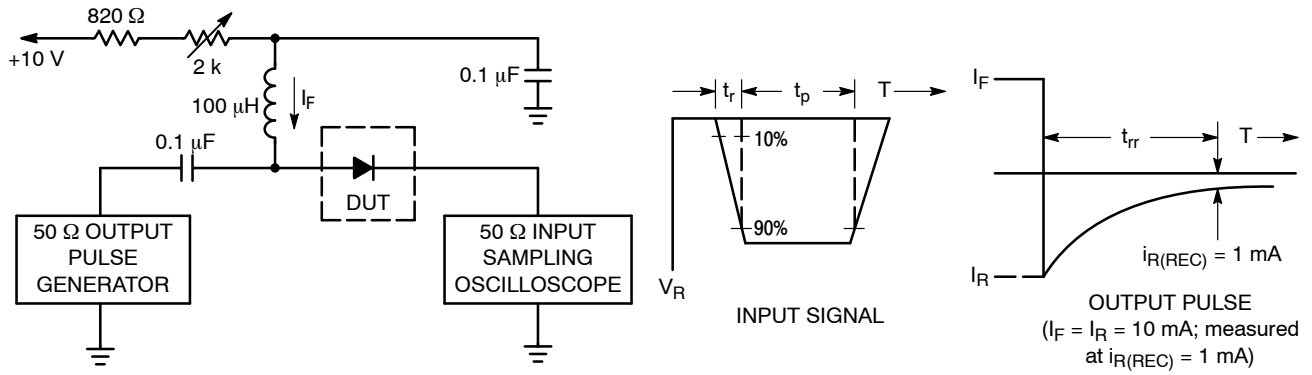 820 Ω
+10 V
2 k
100 μH
I_F
0.1 μF
0.1 μF
DUT
50 Ω OUTPUT
PULSE
GENERATOR
50 Ω INPUT
SAMPLING
OSCILLOSCOPE
t_r
t_p
T
10%
90%
V_R
INPUT SIGNAL
I_F
t_rr
T
I_R
i_R(REC) = 1 mA
OUTPUT PULSE
(I_F = I_R = 10 mA; measured
at i_R(REC) = 1 mA)